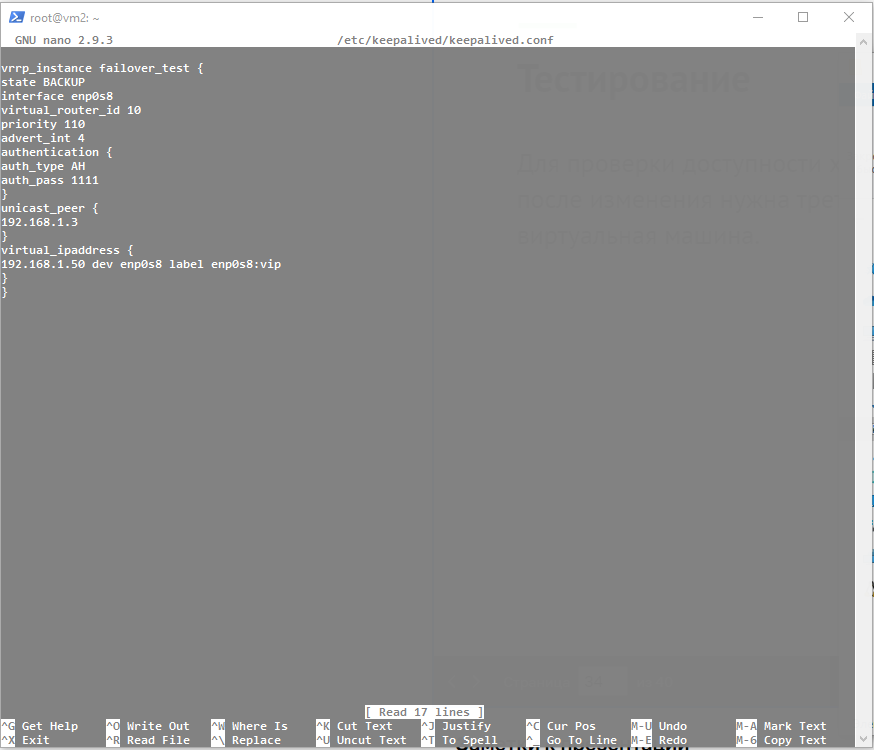 root@vm2: ~
GNU nano 2.9.3 /etc/keepalived/keepalived.conf
vrrp_instance failover_test {
state BACKUP
interface enp0s8
virtual_router_id 10
priority 110
advert_int 4
authentication {
auth_type AH
auth_pass 1111
}
unicast_peer {
192.168.1.3
}
virtual_ipaddress {
192.168.1.50 dev enp0s8 label enp0s8:vip
}
}
Тестирование
Для проверки доступности
после изменения нужна
виртуальная машина
[ Read 17 lines ]
^G Get Help ^O Write Out ^W Where Is ^K Cut Text ^J Justify ^C Cur Pos M-U Undo M-A Mark Text
^X Exit ^R Read File ^\ Replace ^U Uncut Text ^T To Spell ^_ Go To Line M-E Redo M-6 Copy Text
Заметки к презентации